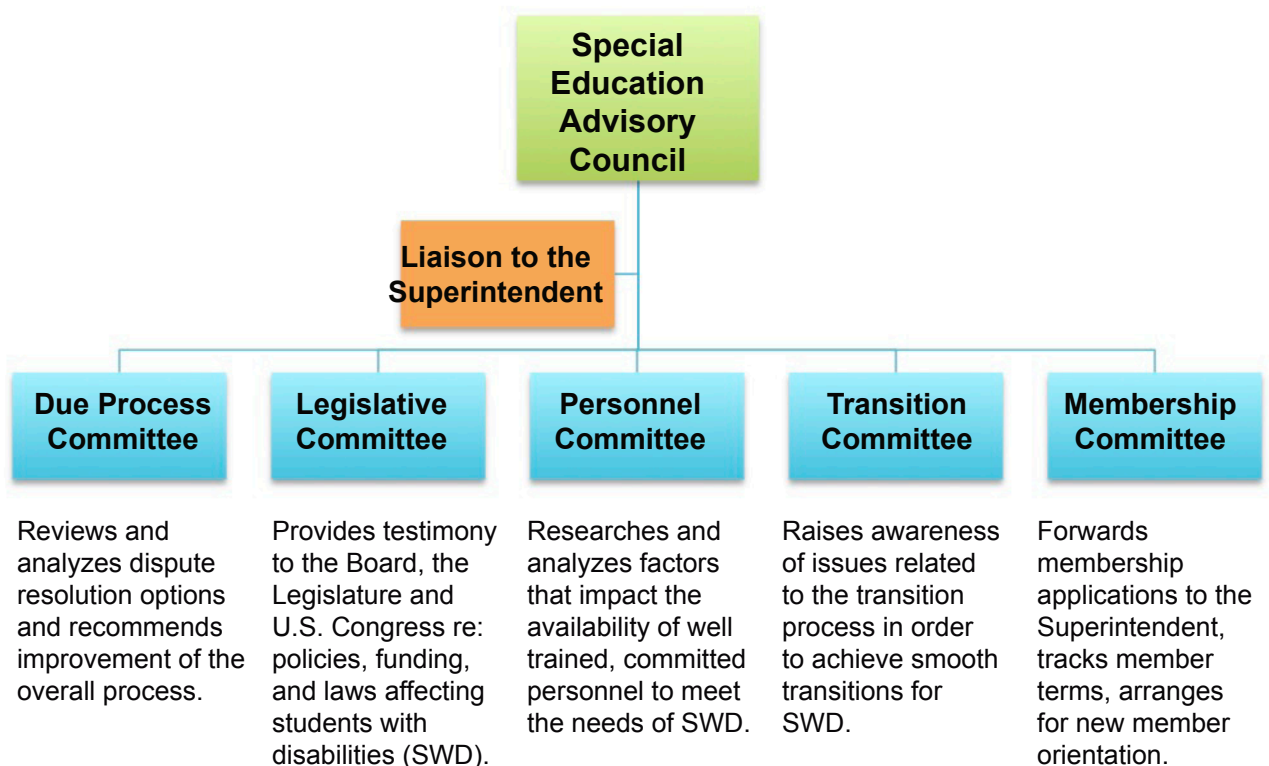 Special
Education
Advisory
Council
Liaison to the
Superintendent
Due Process
Committee
Legislative
Committee
Personnel
Committee
Transition
Committee
Membership
Committee
Reviews and
analyzes dispute
resolution options
and recommends
improvement of the
overall process.
Provides testimony
to the Board, the
Legislature and
U.S. Congress re:
policies, funding,
and laws affecting
students with
disabilities (SWD).
Researches and
analyzes factors
that impact the
availability of well
trained, committed
personnel to meet
the needs of SWD.
Raises awareness
of issues related
to the transition
process in order
to achieve smooth
transitions for
SWD.
Forwards
membership
applications to the
Superintendent,
tracks member
terms, arranges
for new member
orientation.